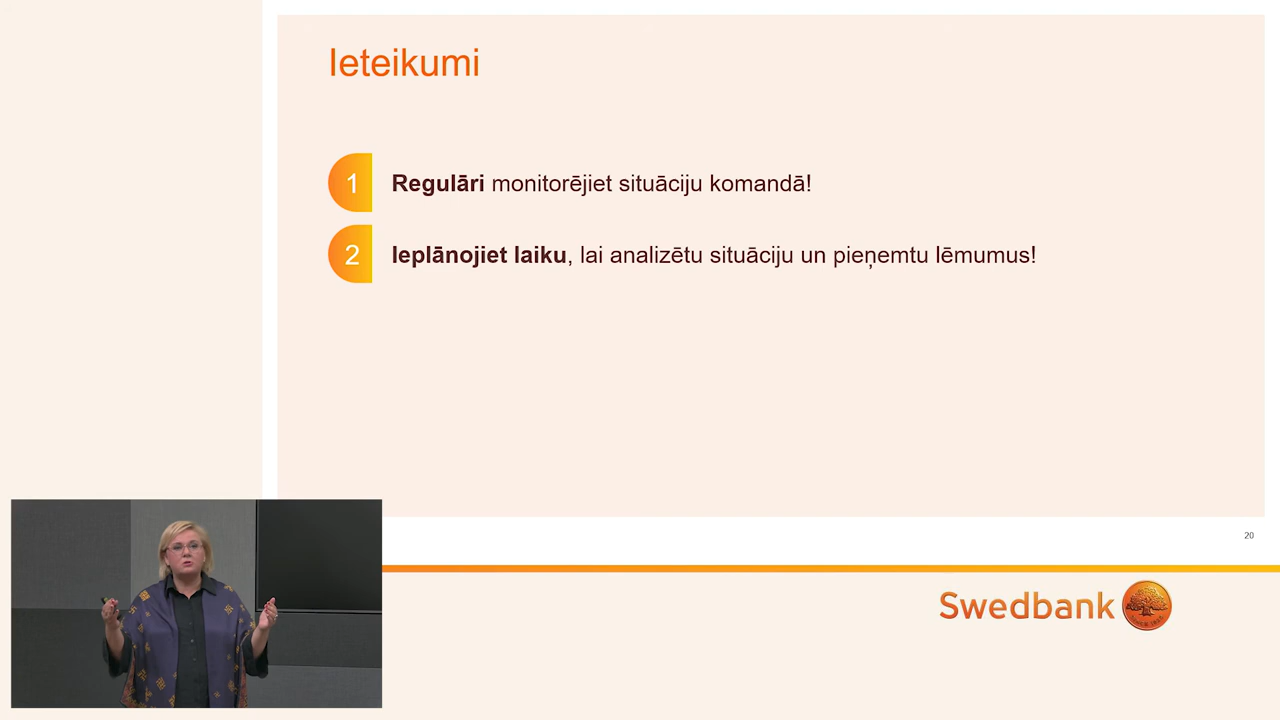 Ieteikumi
1 Regulāri monitorējiet situāciju komandā!
2 Ieplānojiet laiku, lai analizētu situāciju un pieņemtu lēmumus!
20
Swedbank